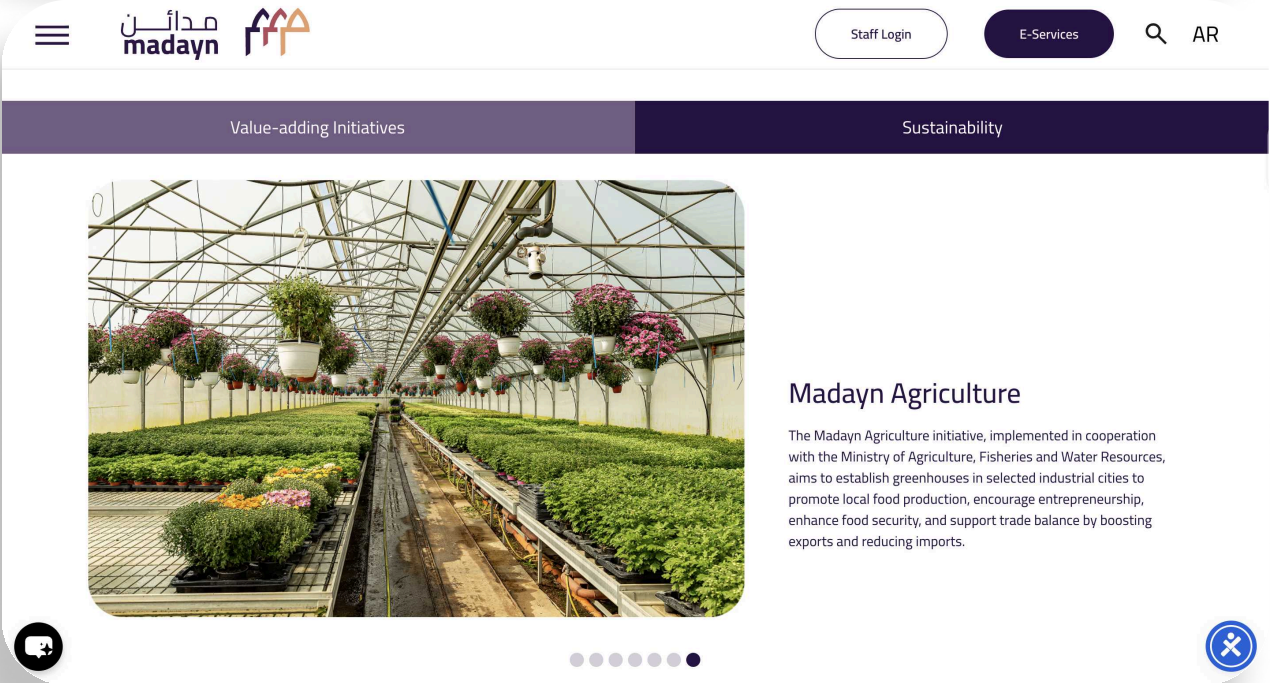 مدائن
madayn
Staff Login
E-Services
AR
Value-adding Initiatives
Sustainability
Madayn Agriculture
The Madayn Agriculture initiative, implemented in cooperation
with the Ministry of Agriculture, Fisheries and Water Resources,
aims to establish greenhouses in selected industrial cities to
promote local food production, encourage entrepreneurship,
enhance food security, and support trade balance by boosting
exports and reducing imports.